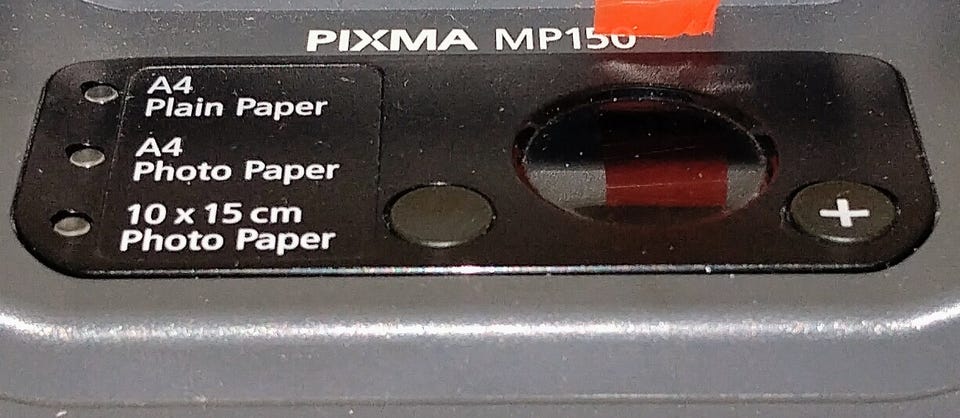 PIXMA MP150
A4
Plain Paper
A4
Photo Paper
10 x 15 cm
Photo Paper
+